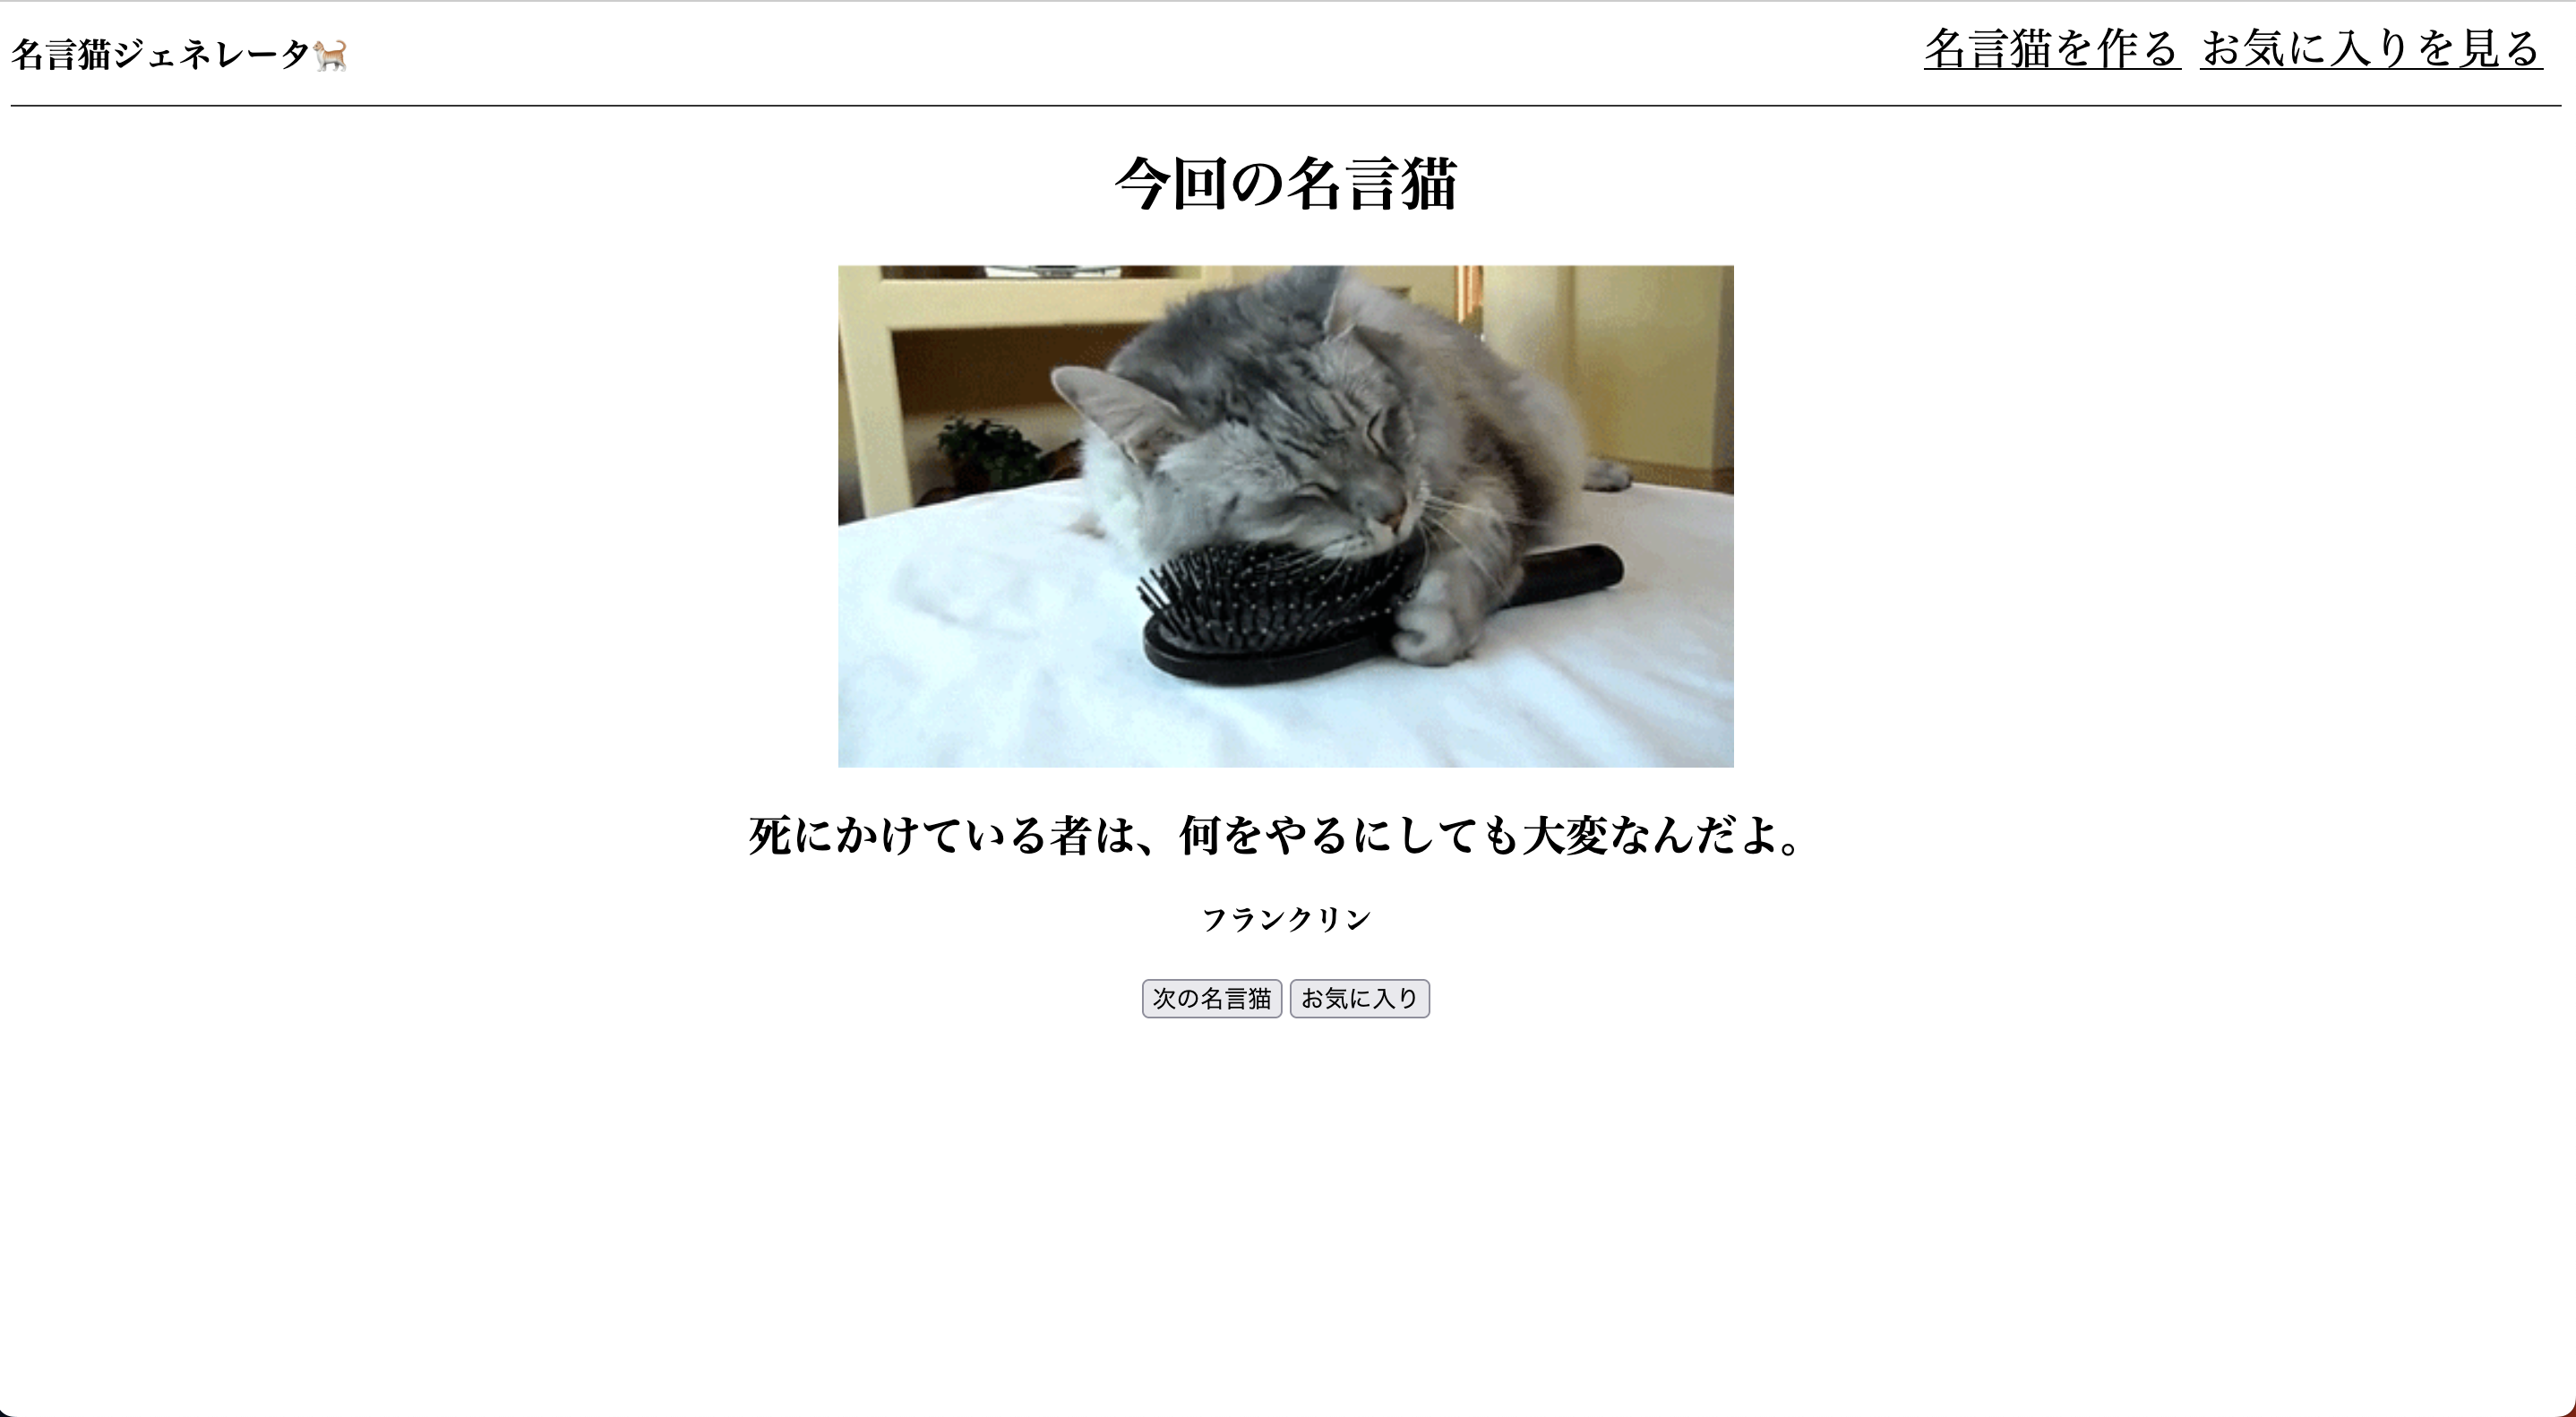 名言猫ジェネレータ🐈
名言猫を作る お気に入りを見る
今回の名言猫
死にかけている者は、何をやるにしても大変なんだよ。
フランクリン
次の名言猫 お気に入り